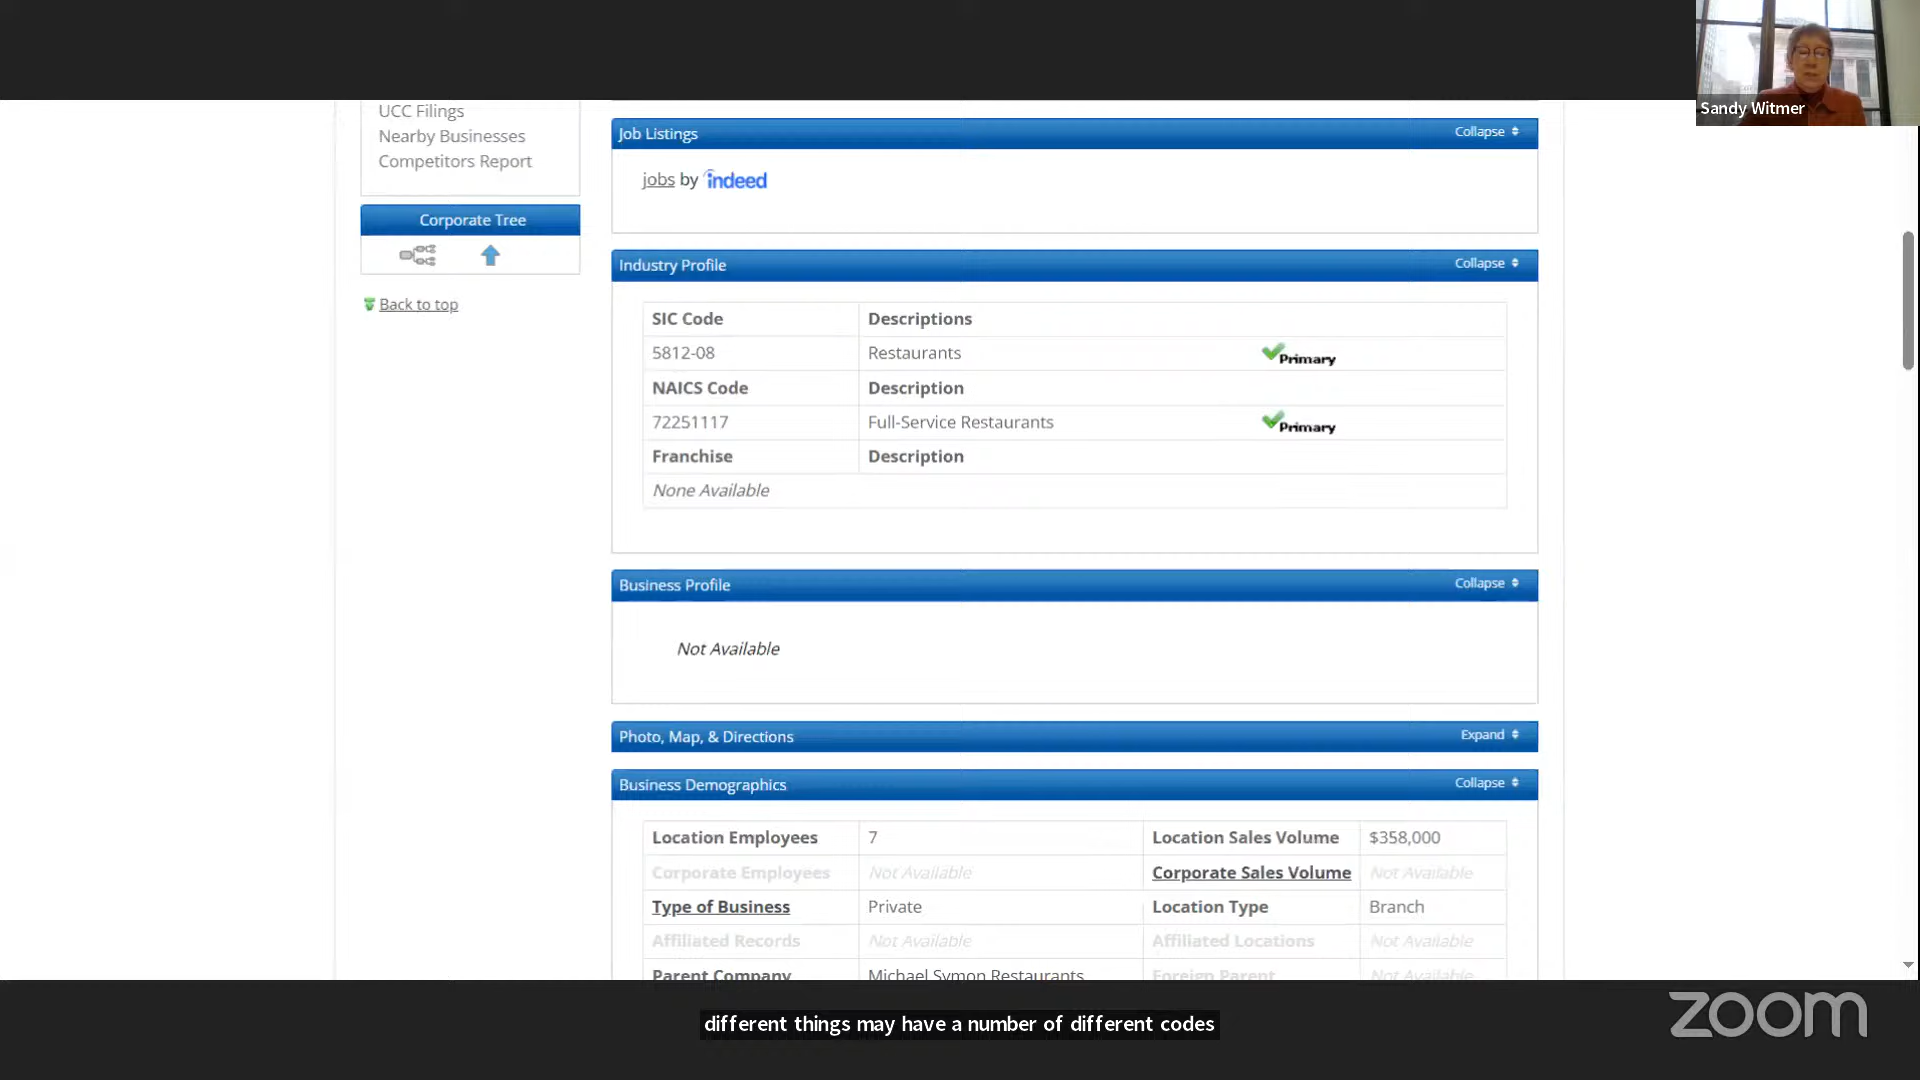 Sandy Witmer
UCC Filings
Nearby Businesses
Competitors Report
Corporate Tree
Back to top
Job Listings Collapse
jobs by indeed
Industry Profile Collapse
SIC Code Descriptions
5812-08 Restaurants Primary
NAICS Code Description
72251117 Full-Service Restaurants Primary
Franchise Description
None Available
Business Profile Collapse
Not Available
Photo, Map, & Directions Expand
Business Demographics Collapse
Location Employees 7 Location Sales Volume $358,000
Corporate Employees Not Available Corporate Sales Volume Not Available
Type of Business Private Location Type Branch
Affiliated Records Not Available Affiliated Locations Not Available
Parent Company Michael Symon Restaurants Foreign Parent Not Available
different things may have a number of different codes
zoom